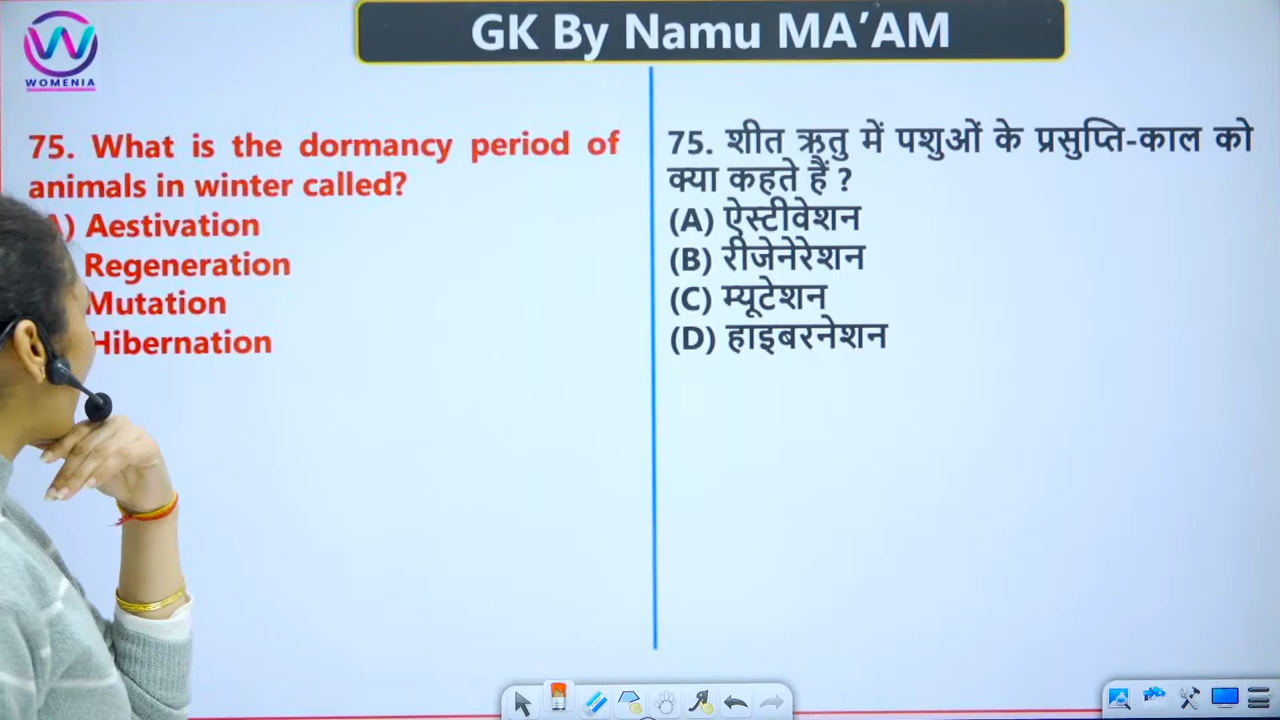 WOMENIA
GK By Namu MA’AM
75. What is the dormancy period of
animals in winter called?
) Aestivation
Regeneration
Mutation
Hibernation
75. शीत ऋतु में पशुओं के प्रसुप्ति-काल को
क्या कहते हैं ?
(A) ऐस्टीवेशन
(B) रीजेनेरेशन
(C) म्यूटेशन
(D) हाइबरनेशन